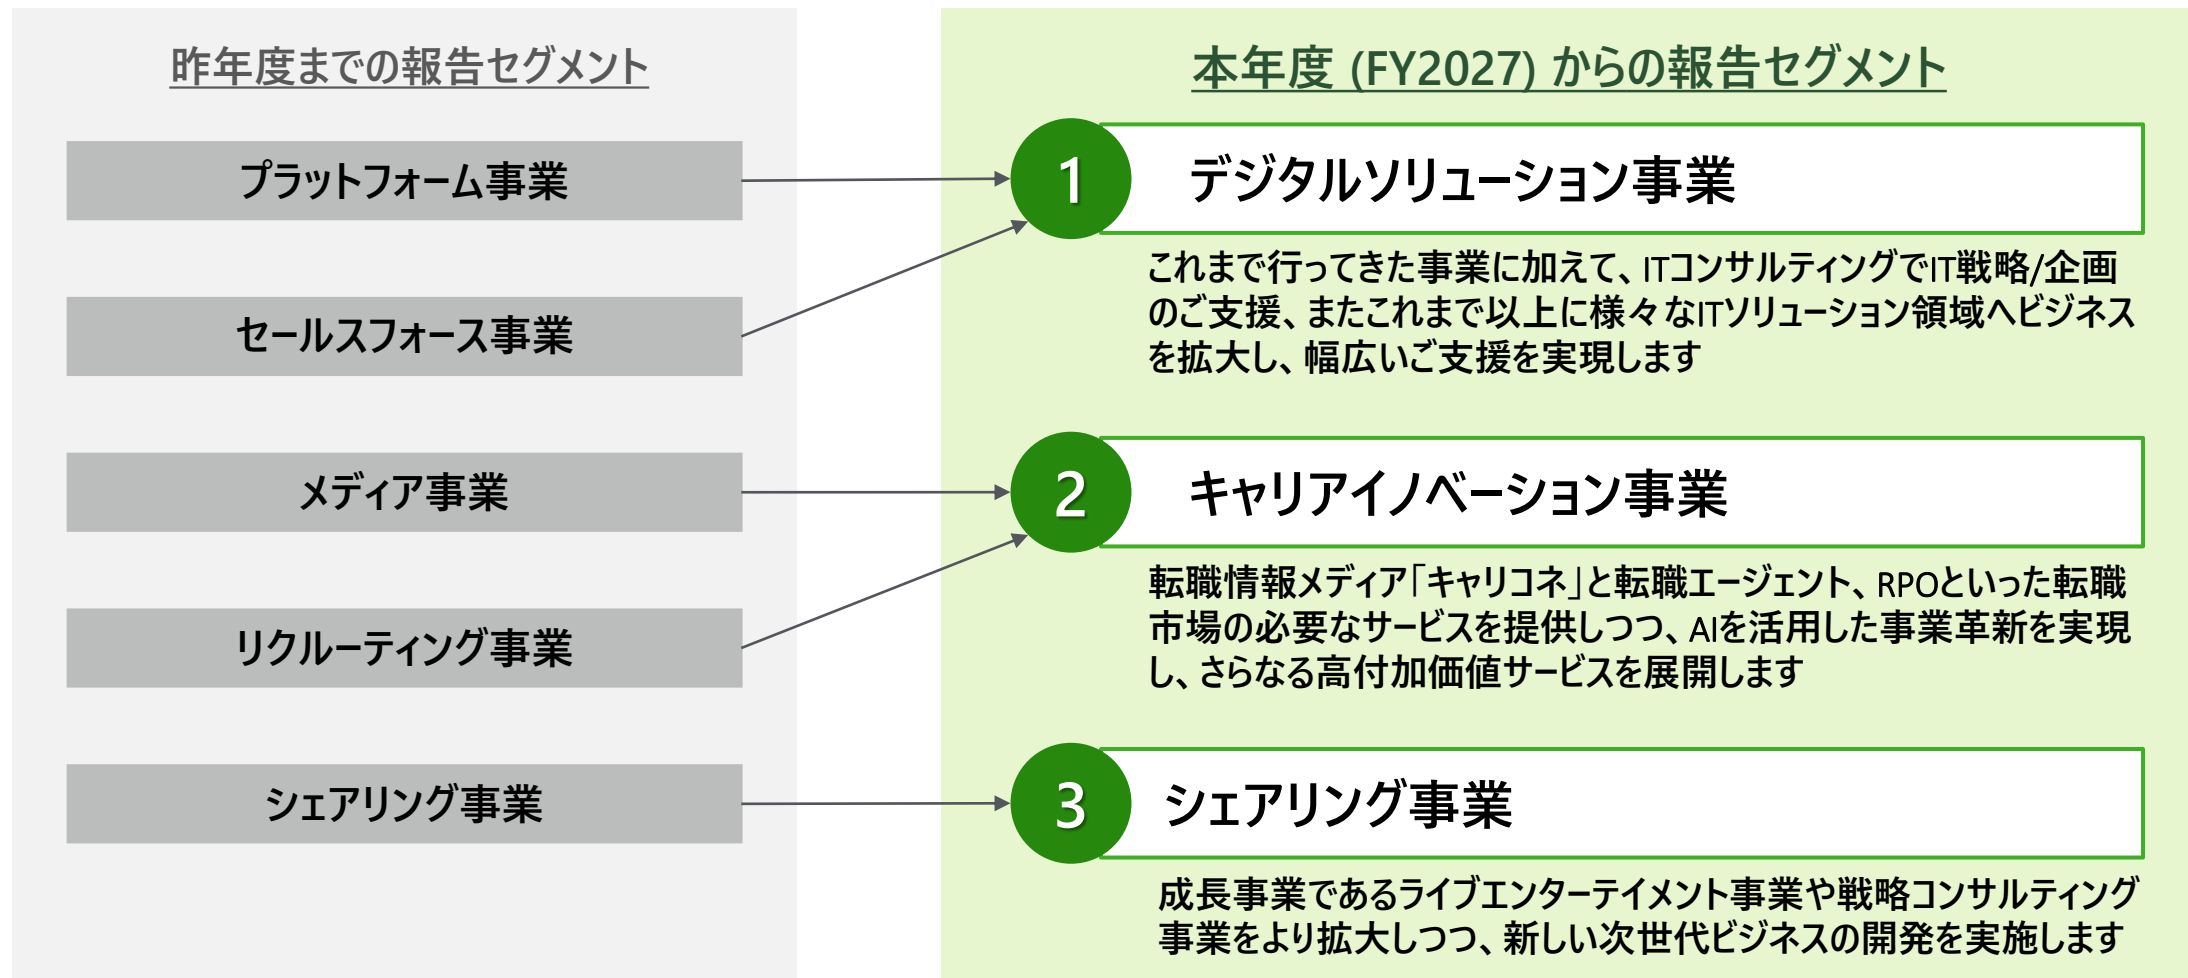 昨年度までの報告セグメント
プラットフォーム事業
セールスフォース事業
メディア事業
リクルーティング事業
シェアリング事業
本年度 (FY2027) からの報告セグメント
1
デジタルソリューション事業
これまで行ってきた事業に加えて、ITコンサルティングでIT戦略/企画
のご支援、またこれまで以上に様々なITソリューション領域へビジネス
を拡大し、幅広いご支援を実現します
2
キャリアイノベーション事業
転職情報メディア「キャリコネ」と転職エージェント、RPOといった転職
市場の必要なサービスを提供しつつ、AIを活用した事業革新を実現
し、さらなる高付加価値サービスを展開します
3
シェアリング事業
成長事業であるライブエンターテイメント事業や戦略コンサルティング
事業をより拡大しつつ、新しい次世代ビジネスの開発を実施します